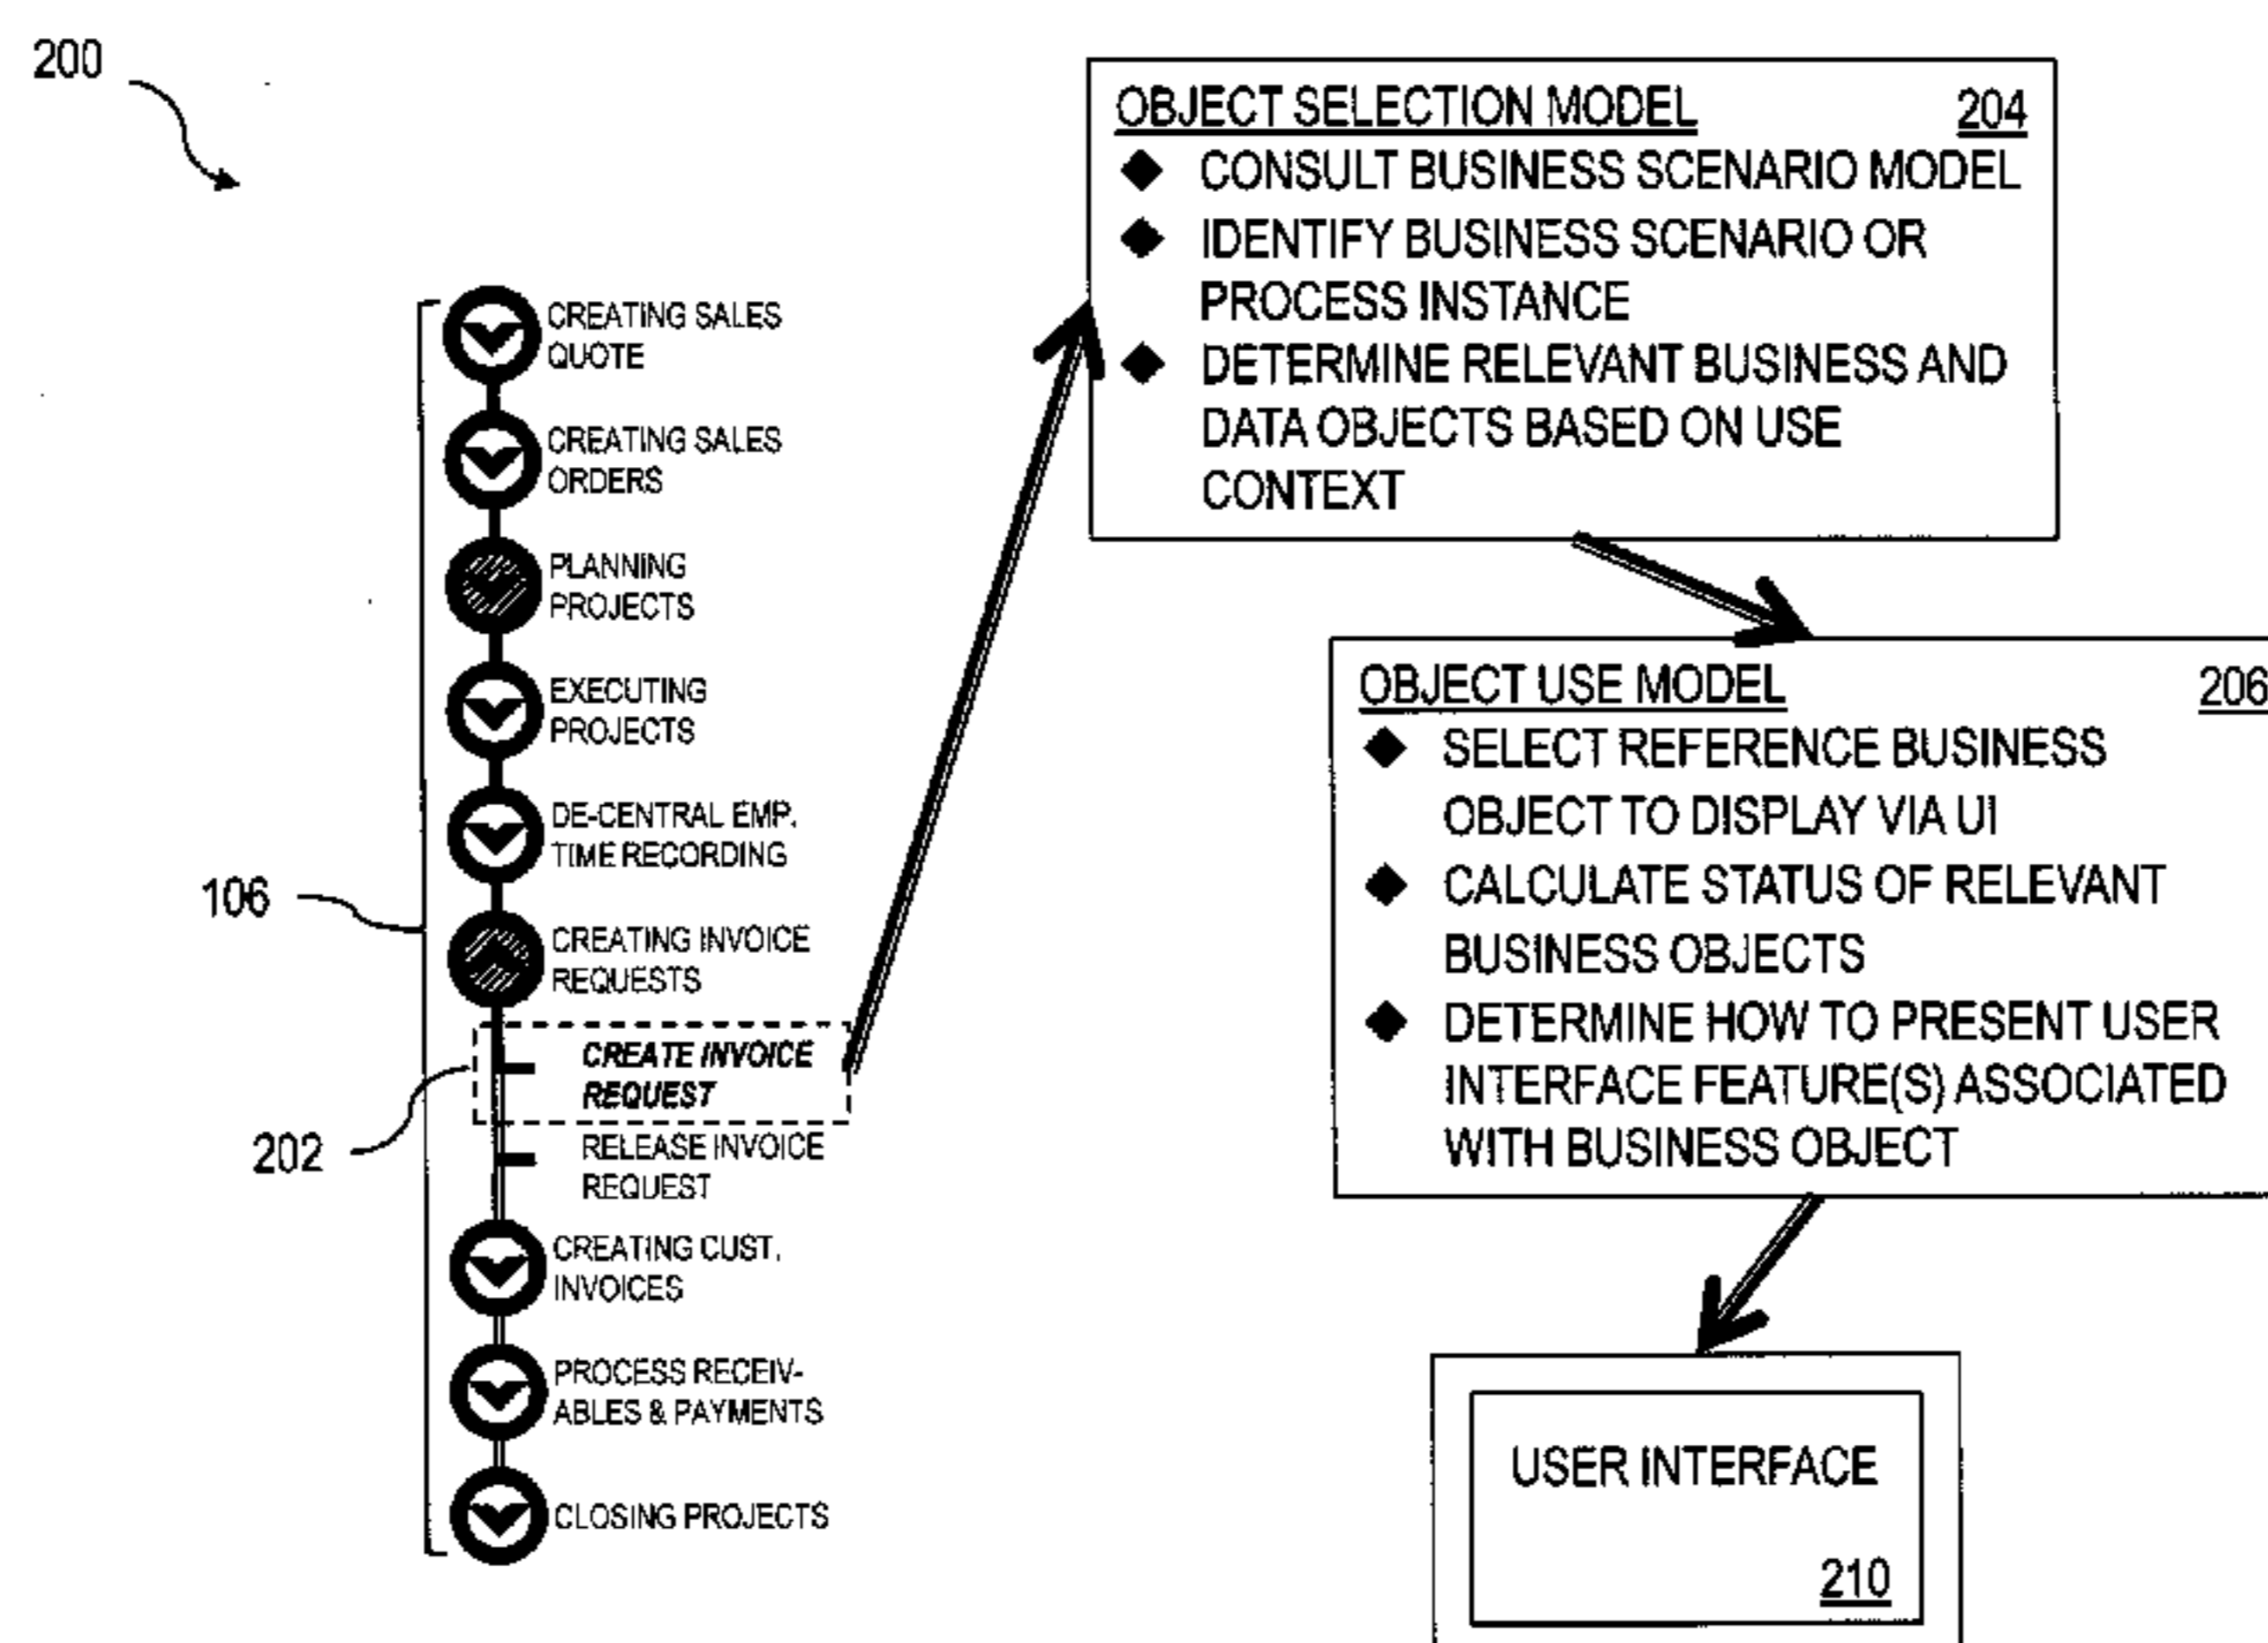 200
CREATING SALES
QUOTE
CREATING SALES
ORDERS
PLANNING
PROJECTS
EXECUTING
PROJECTS
DE-CENTRAL EMP.
TIME RECORDING
106
CREATING INVOICE
REQUESTS
CREATE INVOICE
REQUEST
202
RELEASE INVOICE
REQUEST
CREATING CUST.
INVOICES
PROCESS RECEIV-
ABLES & PAYMENTS
CLOSING PROJECTS
OBJECT SELECTION MODEL 204
◆ CONSULT BUSINESS SCENARIO MODEL
◆ IDENTIFY BUSINESS SCENARIO OR
PROCESS INSTANCE
◆ DETERMINE RELEVANT BUSINESS AND
DATA OBJECTS BASED ON USE
CONTEXT
OBJECT USE MODEL 206
◆ SELECT REFERENCE BUSINESS
OBJECT TO DISPLAY VIA UI
◆ CALCULATE STATUS OF RELEVANT
BUSINESS OBJECTS
◆ DETERMINE HOW TO PRESENT USER
INTERFACE FEATURE(S) ASSOCIATED
WITH BUSINESS OBJECT
USER INTERFACE
210